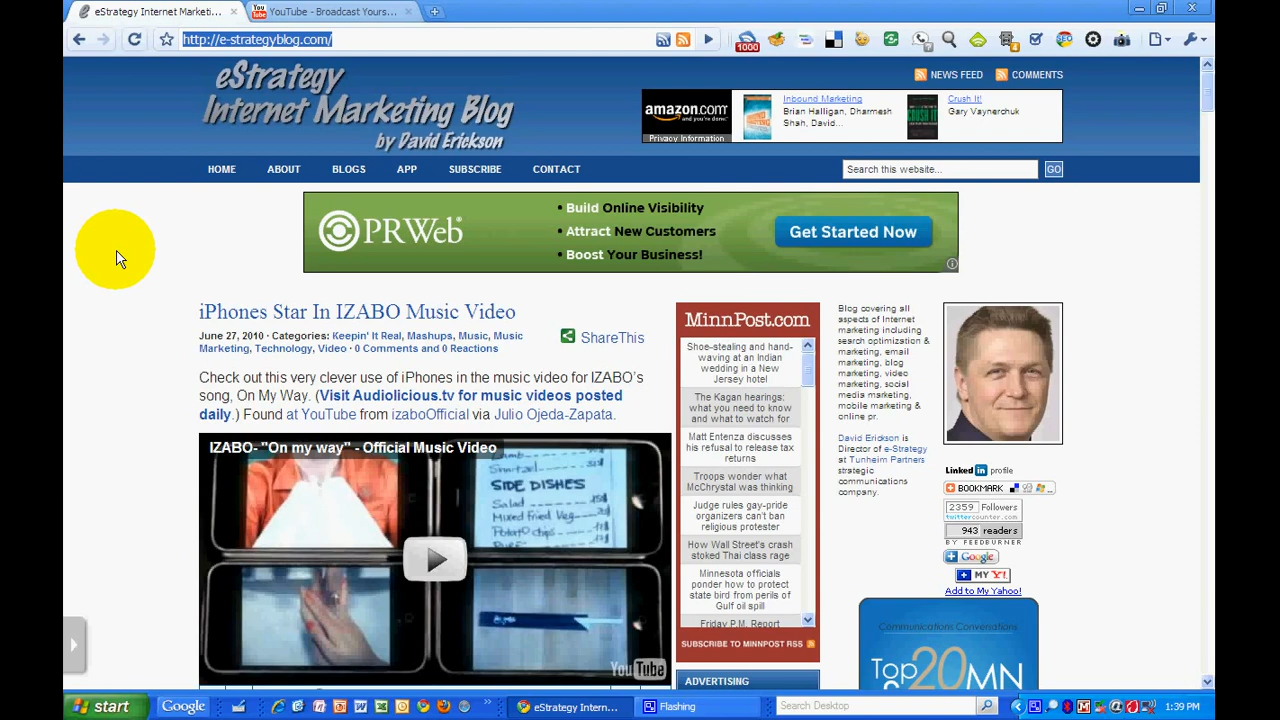 eStrategy Internet Marketi...
YouTube - Broadcast Yours...
http://e-strategyblog.com/
1000
SEO
4
eStrategy
Internet Marketing Blog
by David Erickson
NEWS FEED
COMMENTS
amazon.com
and you're done.
Privacy Information
Inbound Marketing
Brian Halligan, Dharmesh
Shah, David...
Crush It!
Gary Vaynerchuk
HOME
ABOUT
BLOGS
APP
SUBSCRIBE
CONTACT
Search this website...
GO
PRWeb
• Build Online Visibility
• Attract New Customers
• Boost Your Business!
Get Started Now
iPhones Star In IZABO Music Video
June 27, 2010 · Categories: Keepin' It Real, Mashups, Music, Music
Marketing, Technology, Video · 0 Comments and 0 Reactions
ShareThis
Check out this very clever use of iPhones in the music video for IZABO's
song, On My Way. (Visit Audiolicious.tv for music videos posted
daily.) Found at YouTube from izaboOfficial via Julio Ojeda-Zapata.
IZABO- "On my way" - Official Music Video
SIDE DISHES
Salad
Mixed fried Veg
Potato chips
YouTube
MinnPost.com
Shoe-stealing and hand-
waving at an Indian
wedding in a New
Jersey hotel
The Kagan hearings:
what you need to know
and what to watch for
Matt Entenza discusses
his refusal to release tax
returns
Troops wonder what
McChrystal was thinking
Judge rules gay-pride
organizers can't ban
religious protester
How Wall Street's crash
stoked Thai class rage
Minnesota officials
ponder how to protect
state bird from perils of
Gulf oil spill
Friday P.M. Report
SUBSCRIBE TO MINNPOST RSS
ADVERTISING
Blog covering all
aspects of Internet
marketing including
search optimization &
marketing, email
marketing, blog
marketing, video
marketing, social
media marketing,
mobile marketing &
online pr.
David Erickson is
Director of e-Strategy
at Tunheim Partners
strategic
communications
company.
Linked in profile
BOOKMARK
2359 Followers
twittercounter.com
943 readers
BY FEEDBURNER
Google
MY Y!
Add to My Yahoo!
Communications Conversations
Top20MN
start
Google
eStrategy Intern...
Flashing
Search Desktop
1:39 PM